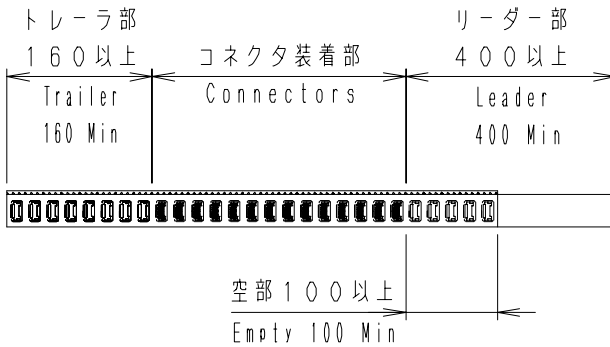 トレーラ部
160以上
Trailer
160 Min
コネクタ装着部
Connectors
リーダー部
400以上
Leader
400 Min
空部100以上
Empty 100 Min